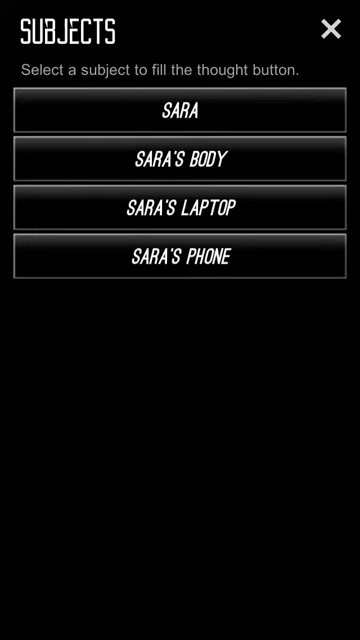 SUBJECTS
Select a subject to fill the thought button.
SARA
SARA'S BODY
SARA'S LAPTOP
SARA'S PHONE